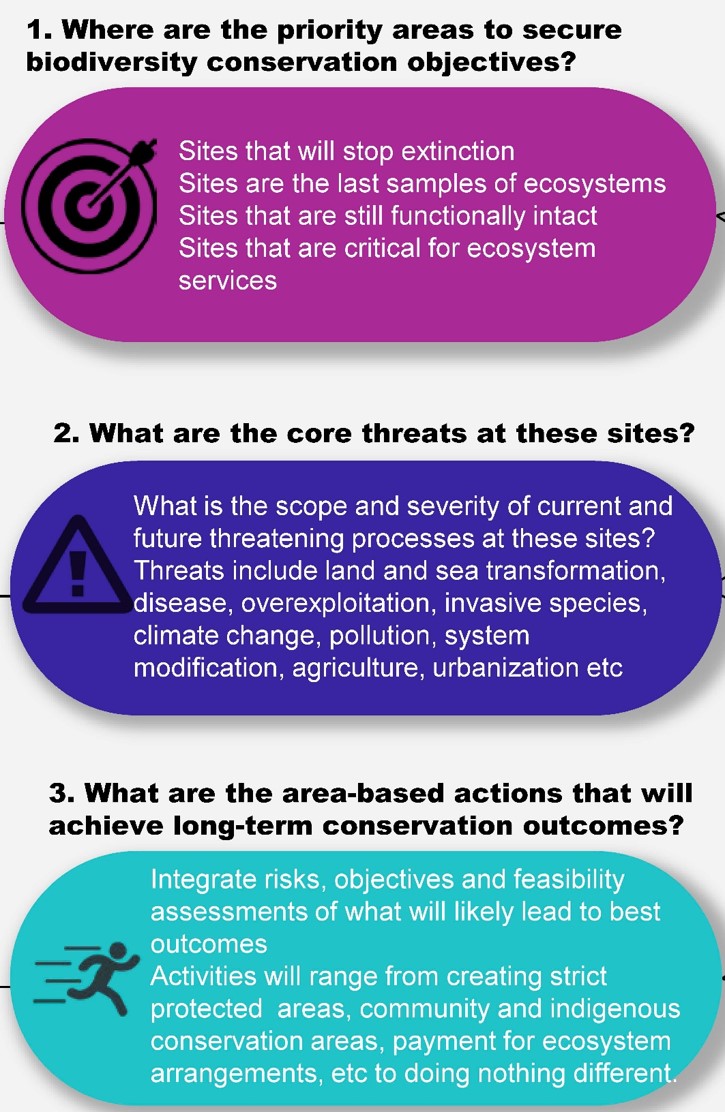 1. Where are the priority areas to secure
biodiversity conservation objectives?
Sites that will stop extinction
Sites are the last samples of ecosystems
Sites that are still functionally intact
Sites that are critical for ecosystem
services
2. What are the core threats at these sites?
What is the scope and severity of current and
future threatening processes at these sites?
Threats include land and sea transformation,
disease, overexploitation, invasive species,
climate change, pollution, system
modification, agriculture, urbanization etc
3. What are the area-based actions that will
achieve long-term conservation outcomes?
Integrate risks, objectives and feasibility
assessments of what will likely lead to best
outcomes
Activities will range from creating strict
protected  areas, community and indigenous
conservation areas, payment for ecosystem
arrangements, etc to doing nothing different.